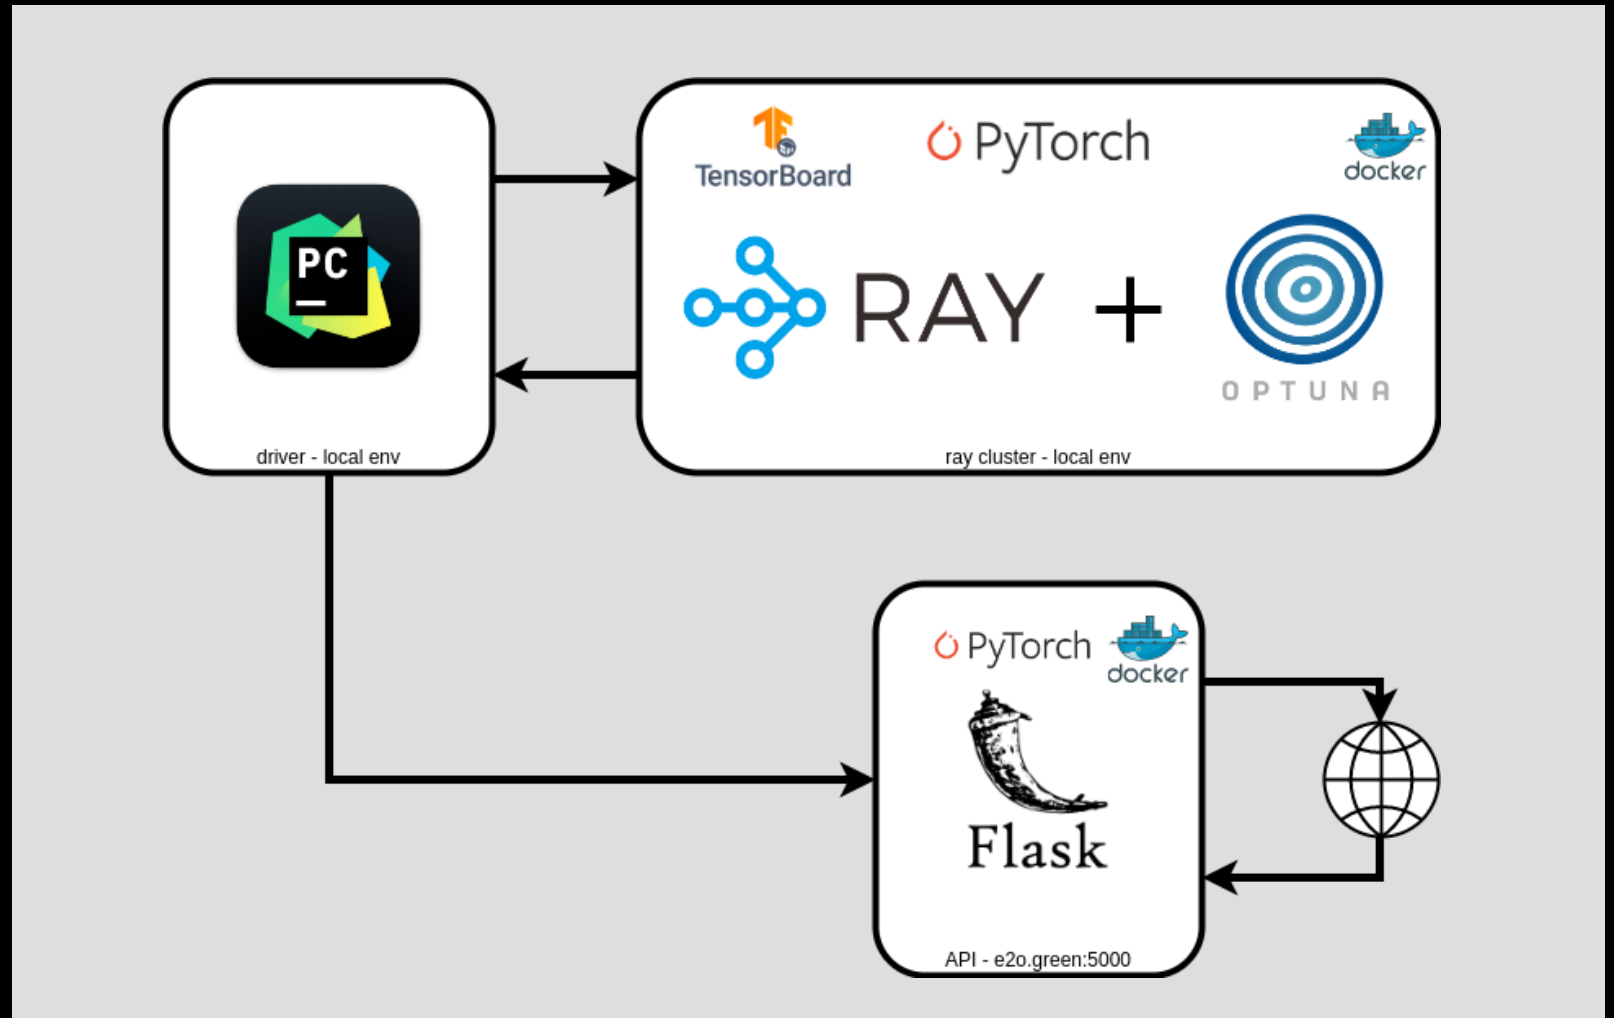 PC
driver - local env
TensorBoard
PyTorch
docker
RAY +
OPTUNA
ray cluster - local env
PyTorch
docker
Flask
API - e2o.green:5000